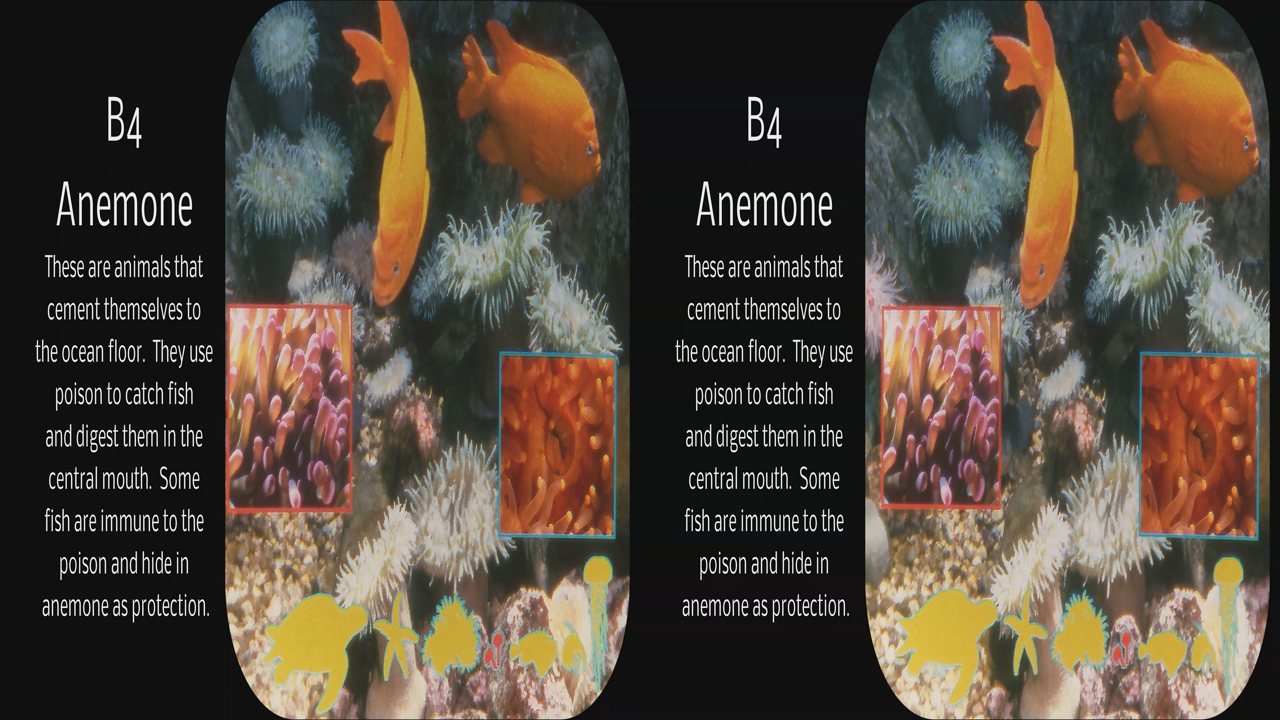 B4
Anemone
These are animals that
cement themselves to
the ocean floor. They use
poison to catch fish
and digest them in the
central mouth. Some
fish are immune to the
poison and hide in
anemone as protection.
B4
Anemone
These are animals that
cement themselves to
the ocean floor. They use
poison to catch fish
and digest them in the
central mouth. Some
fish are immune to the
poison and hide in
anemone as protection.